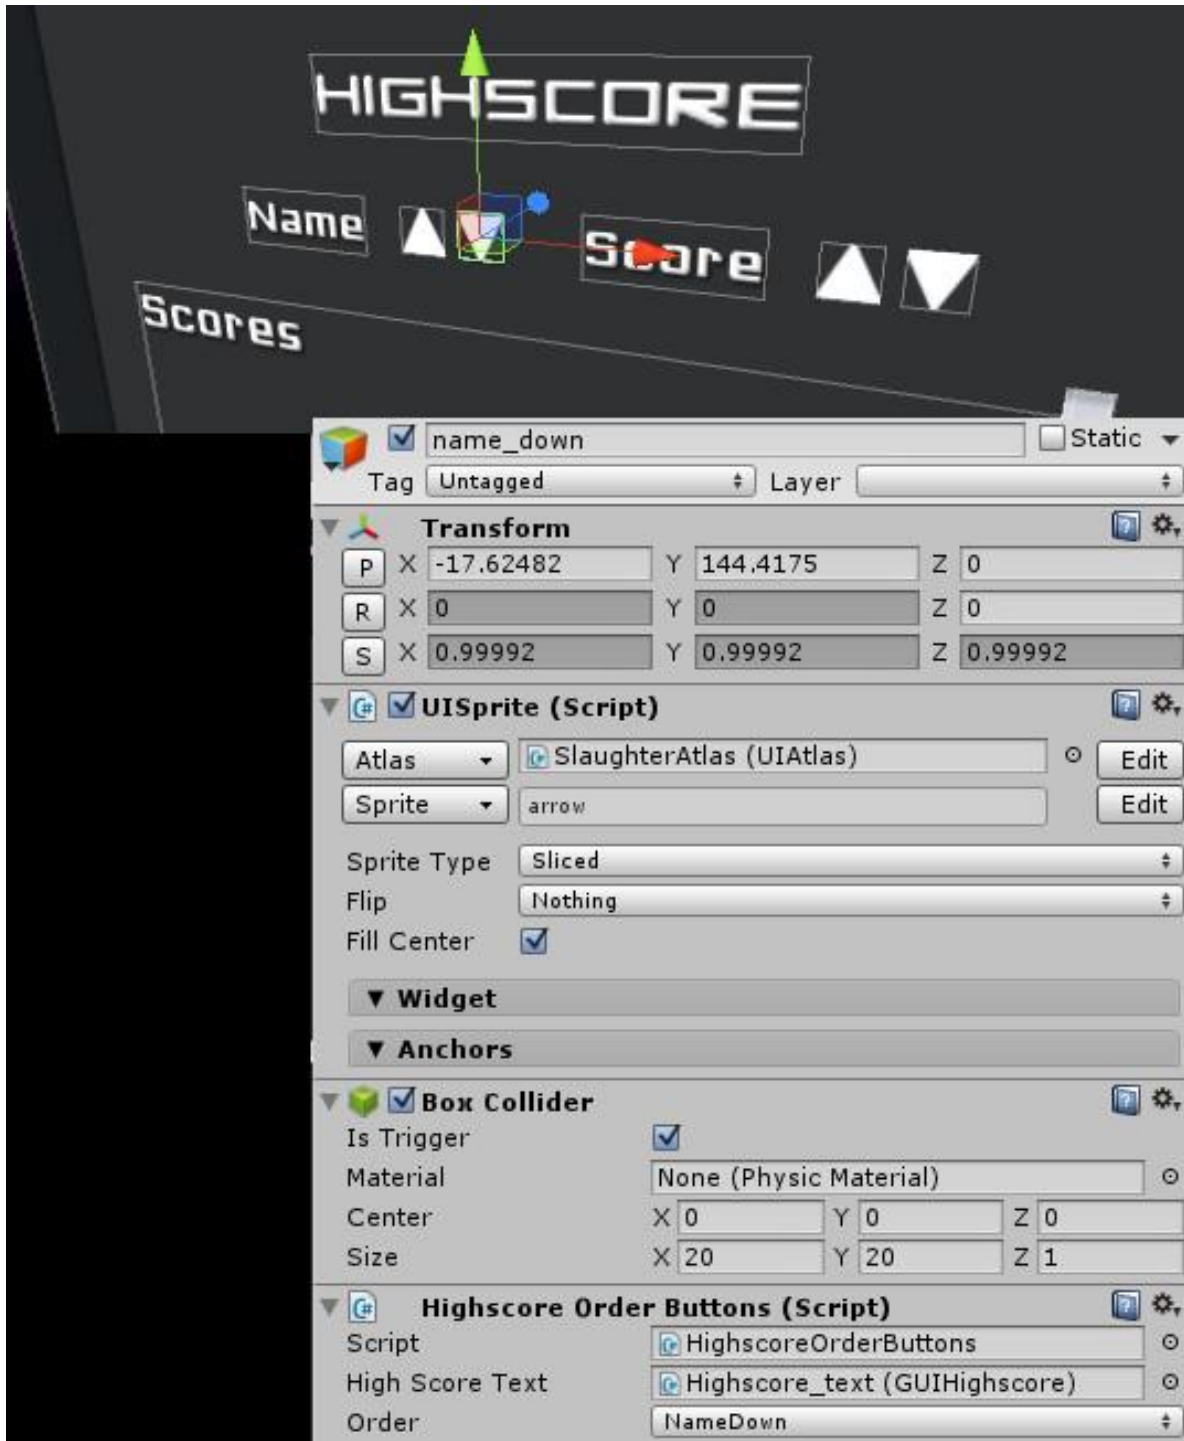 HIGHSCORE
Name Score
Scores
name_down Static
Tag Untagged Layer
Transform
P X -17.62482 Y 144.4175 Z 0
R X 0 Y 0 Z 0
S X 0.99992 Y 0.99992 Z 0.99992
UISprite (Script)
Atlas SlaughterAtlas (UIAtlas) Edit
Sprite arrow Edit
Sprite Type Sliced
Flip Nothing
Fill Center
▼ Widget
▼ Anchors
Box Collider
Is Trigger
Material None (Physic Material)
Center X 0 Y 0 Z 0
Size X 20 Y 20 Z 1
Highscore Order Buttons (Script)
Script HighscoreOrderButtons
High Score Text Highscore_text (GUIHighscore)
Order NameDown